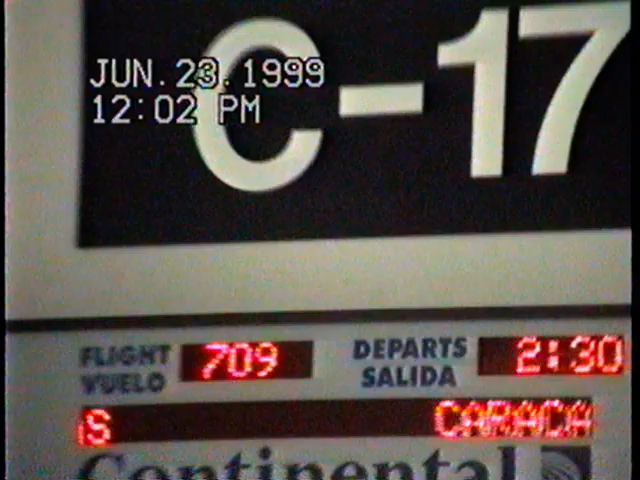 C-17
JUN. 23. 1999
12:02 PM
FLIGHT 709 DEPARTS 2:30
VUELO SALIDA
S CARACA
Continental